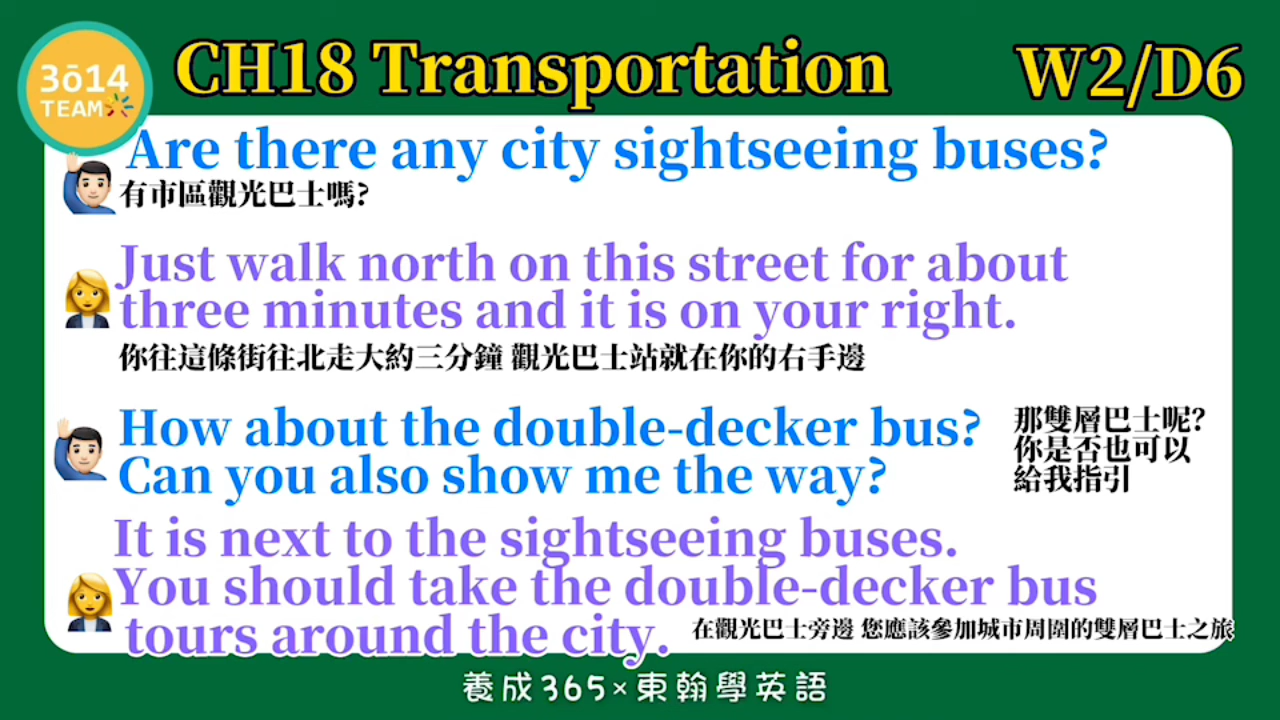 3ō14
TEAM
CH18 Transportation
W2/D6
Are there any city sightseeing buses?
有市區觀光巴士嗎?
Just walk north on this street for about
three minutes and it is on your right.
你往這條街往北走大約三分鐘 觀光巴士站就在你的右手邊
How about the double-decker bus?
Can you also show me the way?
那雙層巴士呢?
你是否也可以
給我指引
It is next to the sightseeing buses.
You should take the double-decker bus
tours around the city.
在觀光巴士旁邊 您應該參加城市周圍的雙層巴士之旅
養成365×東翰學英語